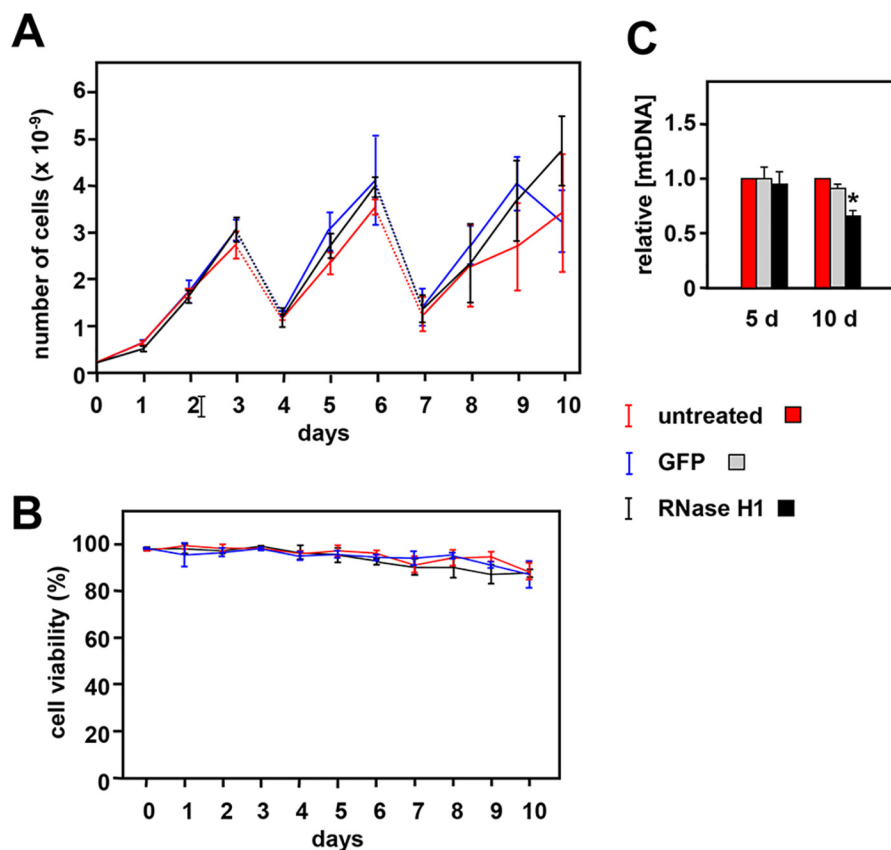 A
number of cells (x 10⁻⁹)
6
5
4
3
2
1
0
0 1 2 3 4 5 6 7 8 9 10
days
B
cell viability (%)
100
80
60
40
20
0
0 1 2 3 4 5 6 7 8 9 10
days
C
relative [mtDNA]
1.5
1.0
0.5
0
*
5 d 10 d
untreated
GFP
RNase H1